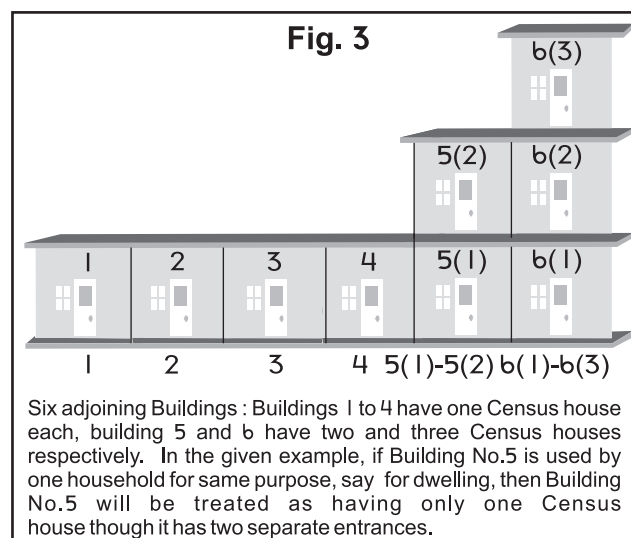 Fig. 3
6(3)
5(2) 6(2)
1 2 3 4 5(1) 6(1)
1 2 3 4 5(1)-5(2) 6(1)-6(3)
Six adjoining Buildings : Buildings 1 to 4 have one Census house
each, building 5 and 6 have two and three Census houses
respectively. In the given example, if Building No.5 is used by
one household for same purpose, say for dwelling, then Building
No.5 will be treated as having only one Census
house though it has two separate entrances.